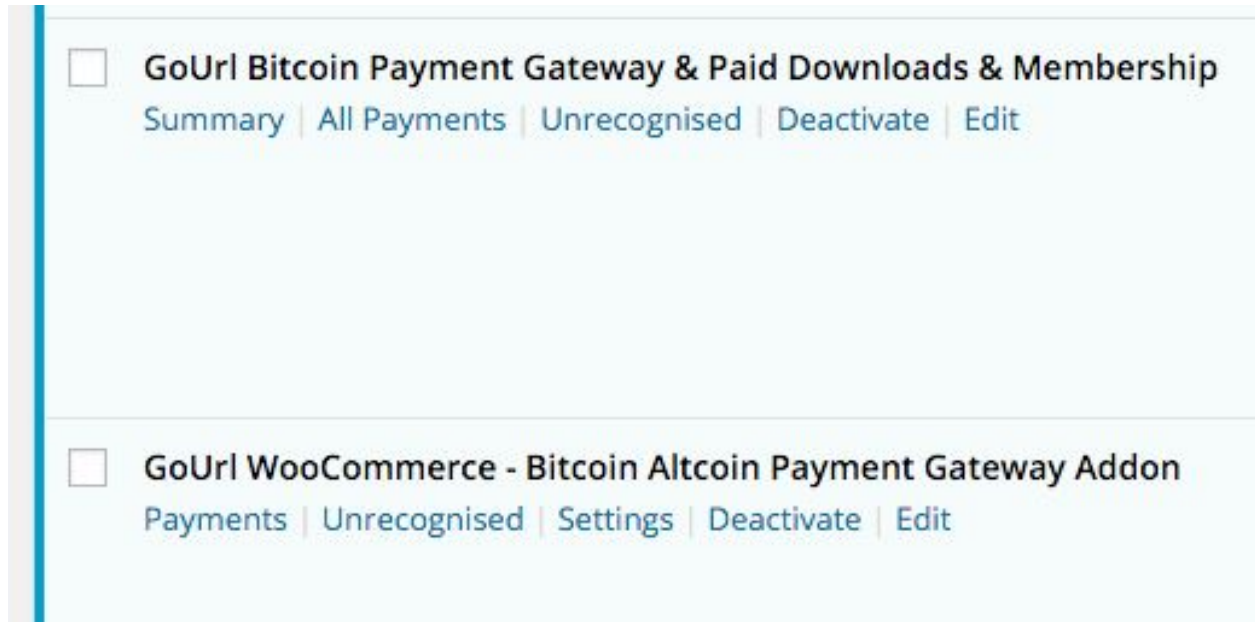 GoUrl Bitcoin Payment Gateway & Paid Downloads & Membership
Summary | All Payments | Unrecognised | Deactivate | Edit
GoUrl WooCommerce - Bitcoin Altcoin Payment Gateway Addon
Payments | Unrecognised | Settings | Deactivate | Edit